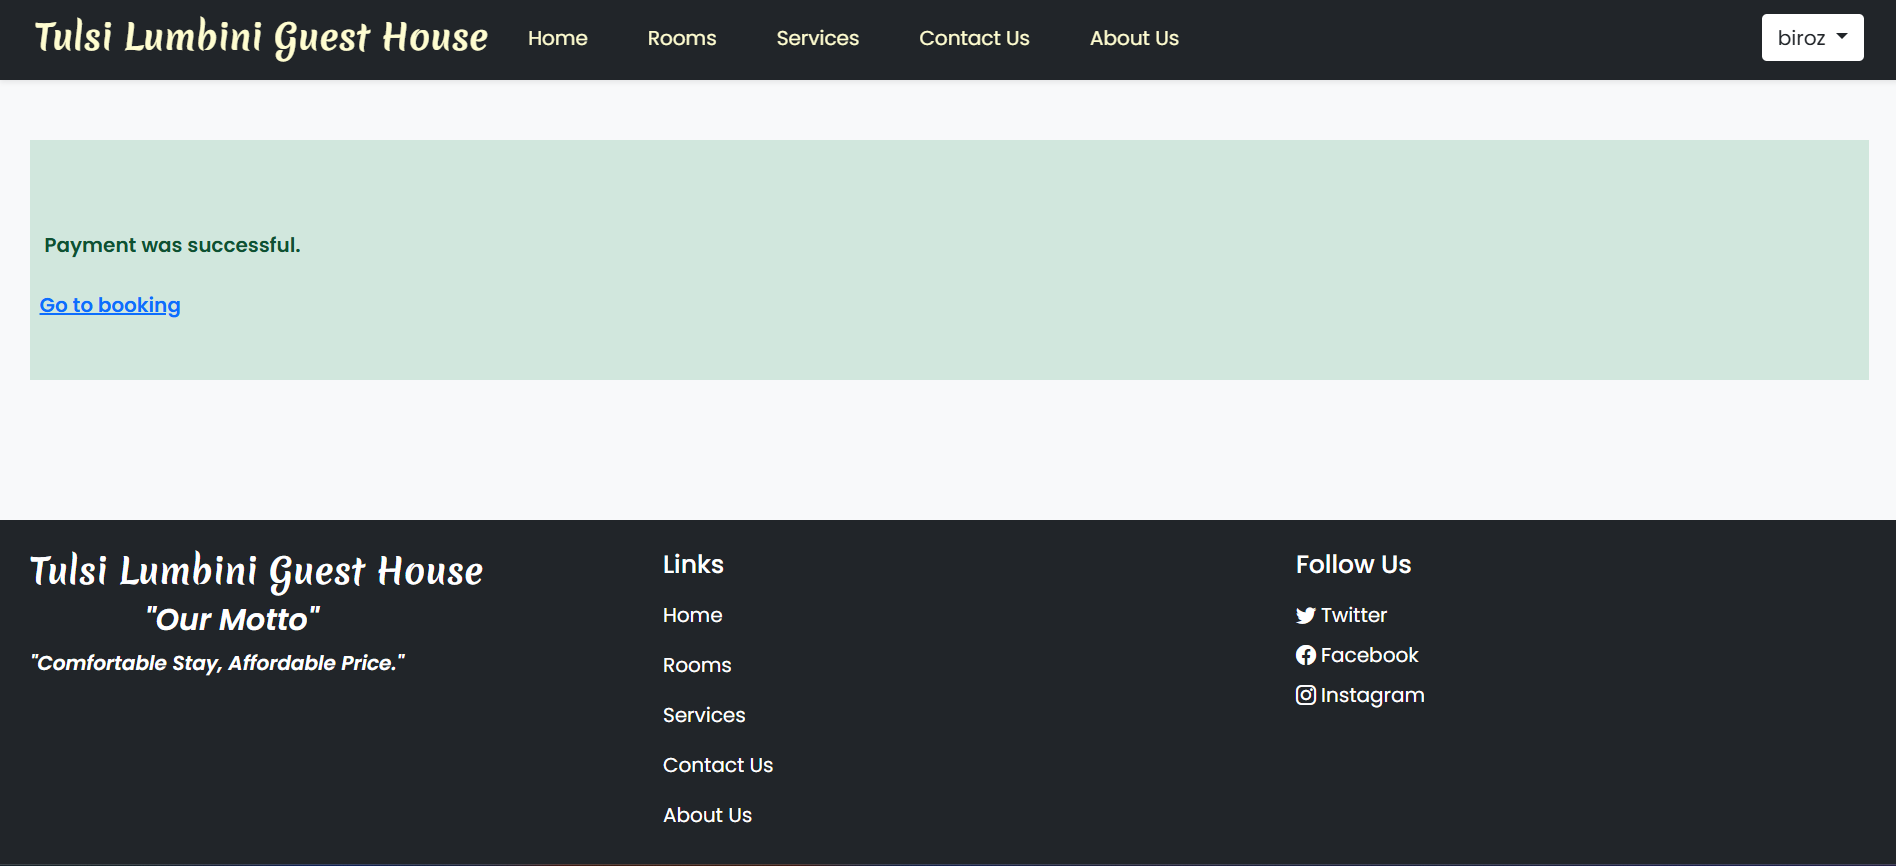 Tulsi Lumbini Guest House Home Rooms Services Contact Us About Us biroz
Payment was successful.
Go to booking
Tulsi Lumbini Guest House
"Our Motto"
"Comfortable Stay, Affordable Price."
Links
Home
Rooms
Services
Contact Us
About Us
Follow Us
Twitter
Facebook
Instagram